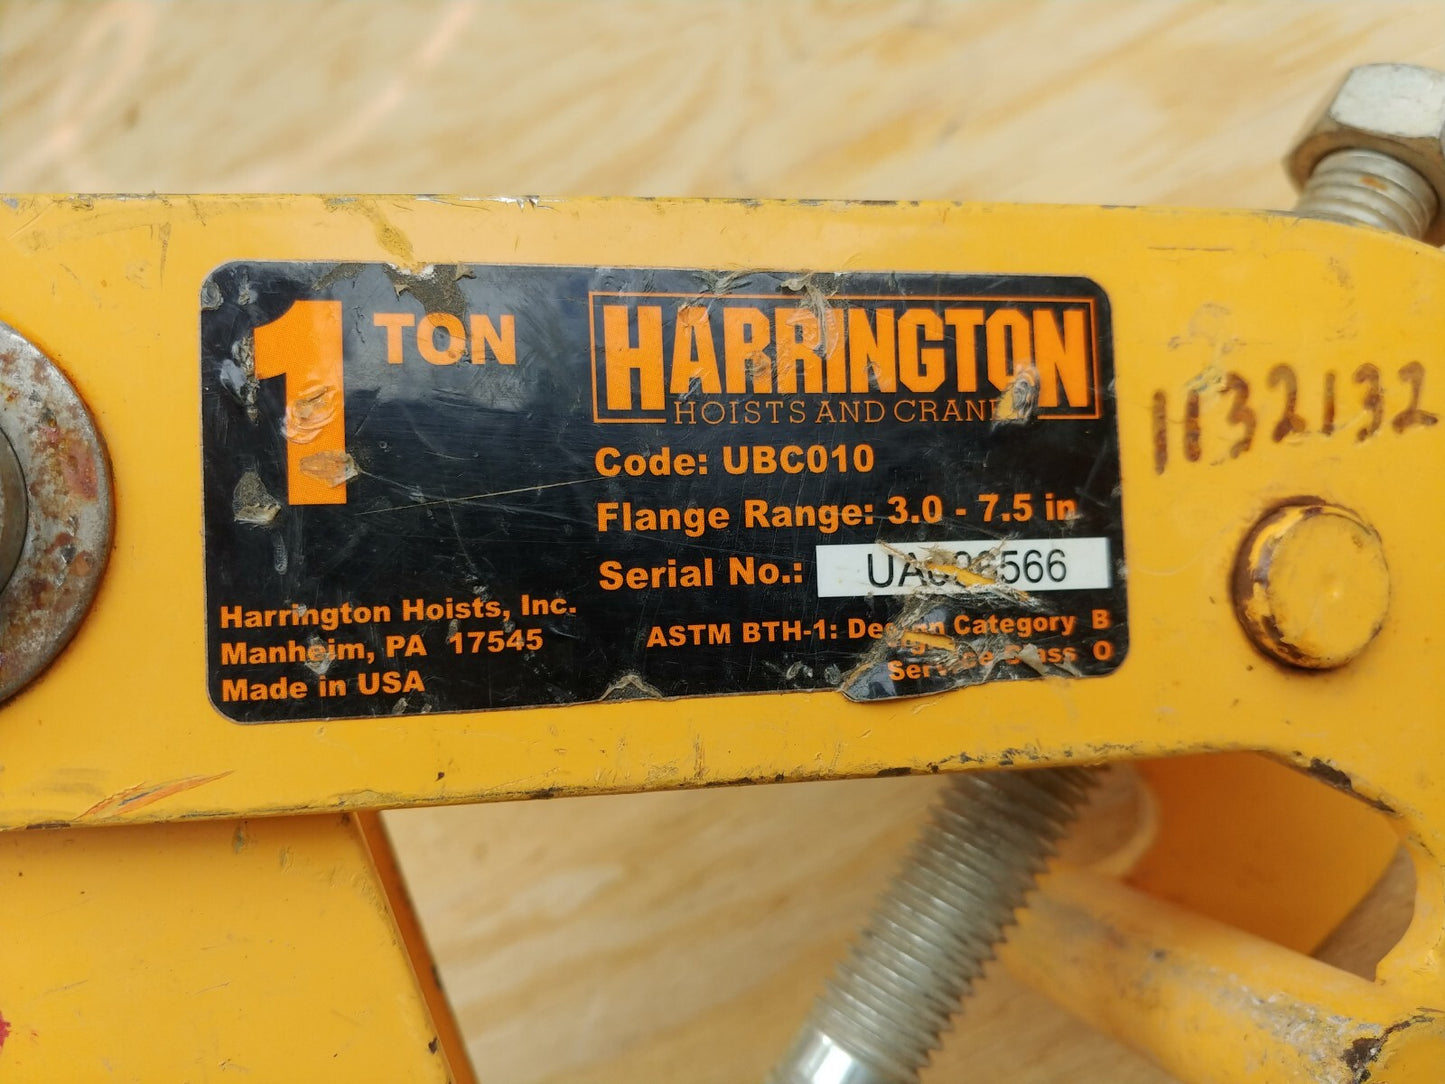 1 TON
HARRINGTON
HOISTS AND
Code: UBC010
Flange Range: 3.0 - 7.5 in
Serial No.:
Harrington Hoists, Inc.
Manheim, PA 17545
Made in USA
ASTM BTH-1: Design Category B
Service Class 0
1132132